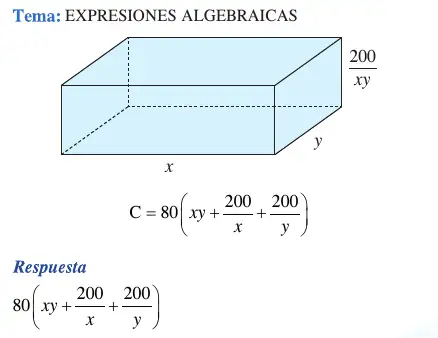 Tema: EXPRESIONES ALGEBRAICAS
200/xy
y
x
C = 80(xy + 200/x + 200/y)
Respuesta
80(xy + 200/x + 200/y)